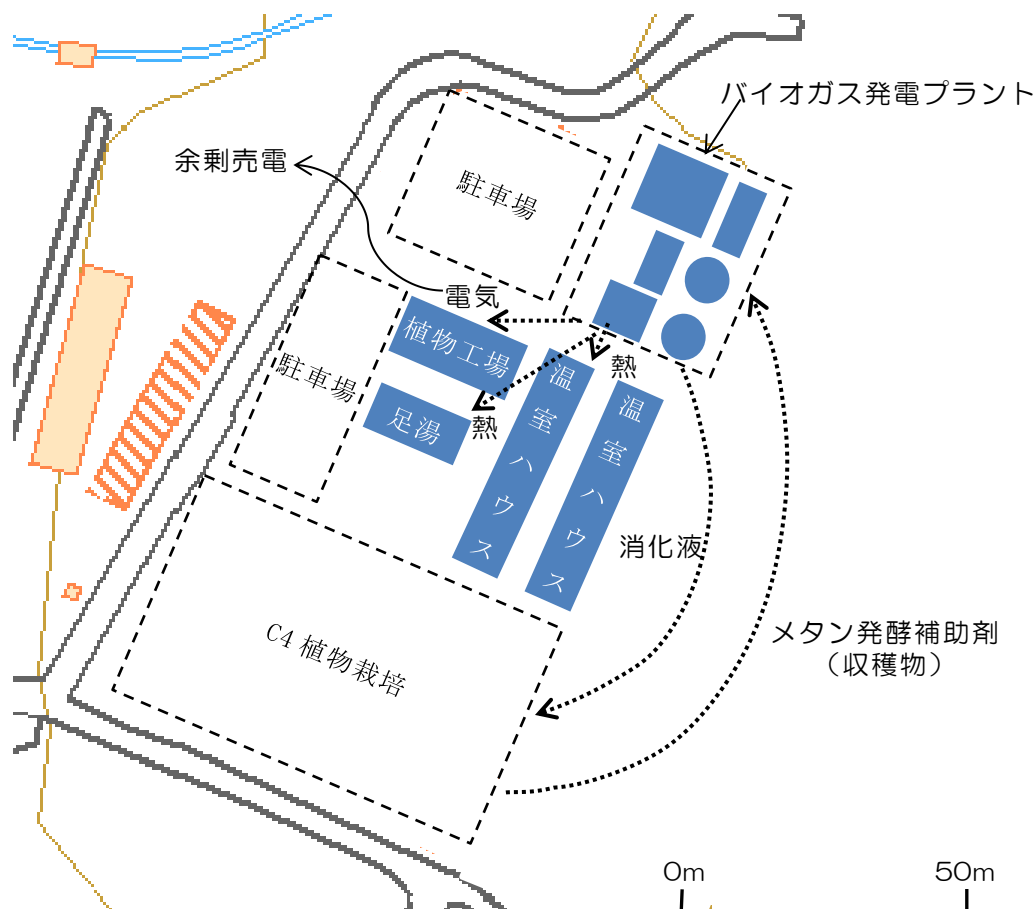 バイオガス発電プラント
余剰売電
駐車場
電気
植物工場
駐車場
熱
温室ハウス
温室ハウス
足湯
熱
消化液
C4 植物栽培
メタン発酵補助剤
（収穫物）
0m
50m